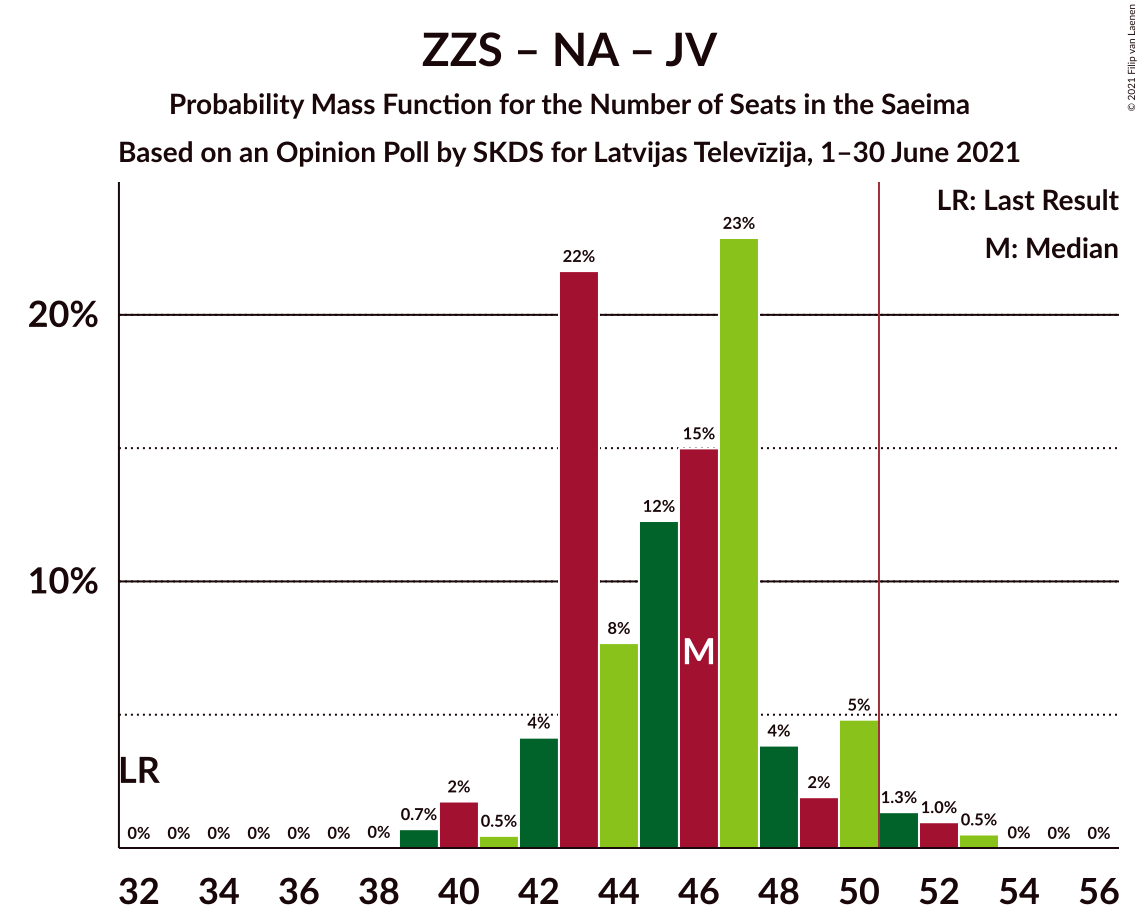 ZZS – NA – JV
Probability Mass Function for the Number of Seats in the Saeima
Based on an Opinion Poll by SKDS for Latvijas Televīzija, 1–30 June 2021
© 2021 Filip van Laenen
LR: Last Result
M: Median
20%
10%
LR
M
0% 0% 0% 0% 0% 0% 0% 0.7% 2% 0.5% 4% 22% 8% 12% 15% 23% 4% 2% 5% 1.3% 1.0% 0.5% 0% 0% 0%
32 34 36 38 40 42 44 46 48 50 52 54 56